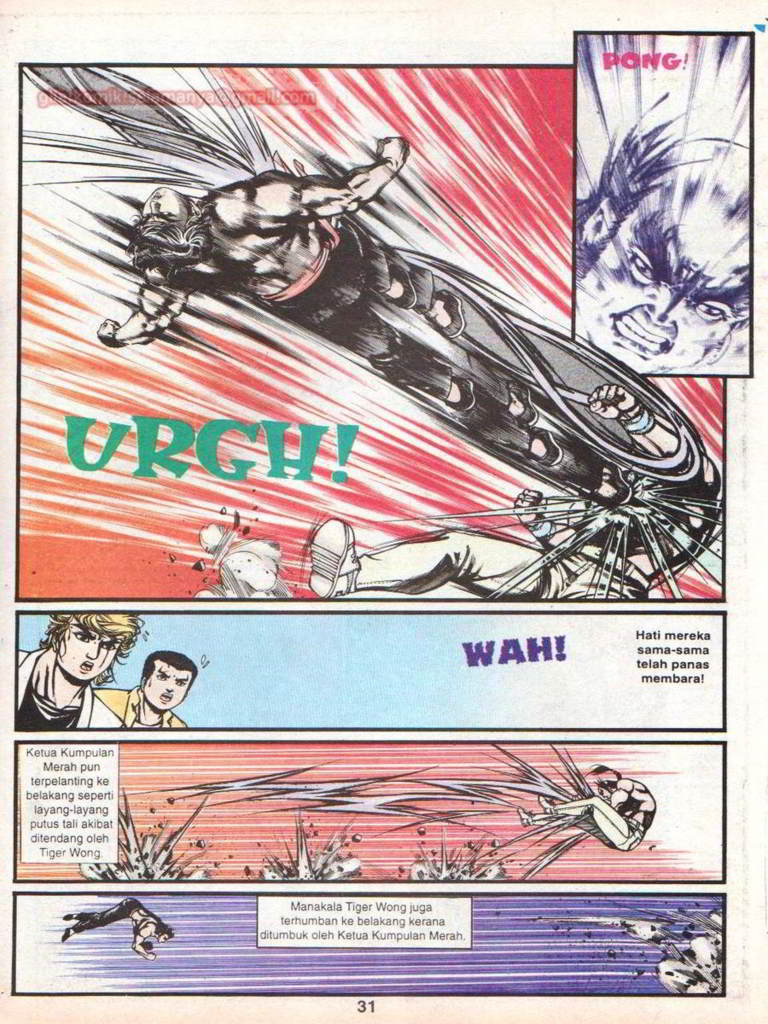 PONG!
URGH!
WAH!
Hati mereka
sama-sama
telah panas
membara!
Ketua Kumpulan
Merah pun
terpelanting ke
belakang seperti
layang-layang
putus tali akibat
ditendang oleh
Tiger Wong.
Manakala Tiger Wong juga
terhumban ke belakang kerana
ditumbuk oleh Ketua Kumpulan Merah.
31